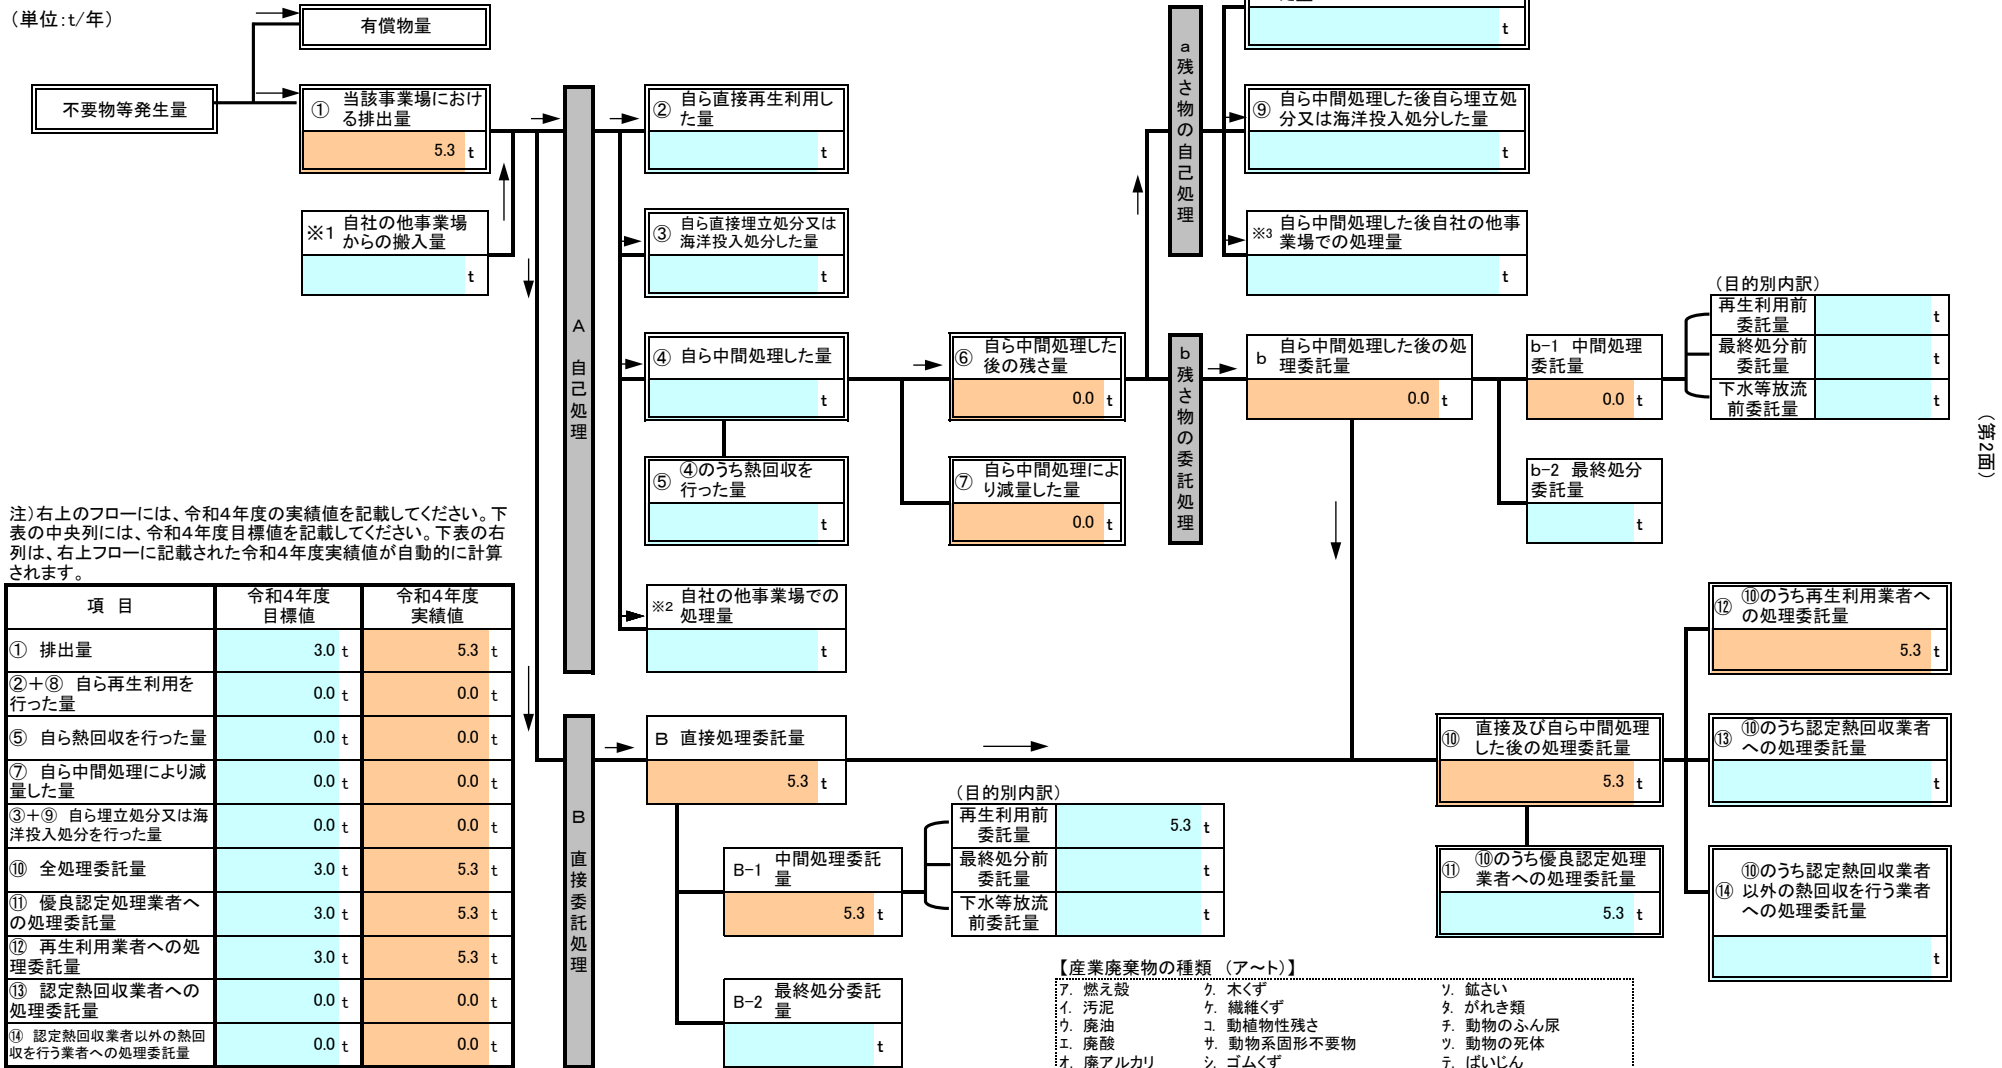 (単位:t/年)
有償物量
不要物等発生量
① 当該事業場におけ
る排出量
5.3 t
※1 自社の他事業場
からの搬入量
t
A 自己処理
② 自ら直接再生利用し
た量
t
③ 自ら直接埋立処分又は
海洋投入処分した量
t
④ 自ら中間処理した量
t
⑤ ④のうち熱回収を
行った量
t
※2 自社の他事業場での
処理量
t
⑥ 自ら中間処理した
後の残さ量
0.0 t
⑦ 自ら中間処理によ
り減量した量
0.0 t
a残さ物の自己処理
t
⑨ 自ら中間処理した後自ら埋立処
分又は海洋投入処分した量
t
※3 自ら中間処理した後自社の他事
業場での処理量
t
b残さ物の委託処理
b 自ら中間処理した後の処
理委託量
0.0 t
b-1 中間処理
委託量
0.0 t
b-2 最終処分
委託量
t
(目的別内訳)
再生利用前
委託量
t
最終処分前
委託量
t
下水等放流
前委託量
t
(第2面)
注)右上のフローには、令和4年度の実績値を記載してください。下
表の中央列には、令和4年度目標値を記載してください。下表の右
列は、右上フローに記載された令和4年度実績値が自動的に計算
されます。
項 目 令和4年度
目標値 令和4年度
実績値
① 排出量 3.0 t 5.3 t
②+⑧ 自ら再生利用を
行った量 0.0 t 0.0 t
⑤ 自ら熱回収を行った量 0.0 t 0.0 t
⑦ 自ら中間処理により減
量した量 0.0 t 0.0 t
③+⑨ 自ら埋立処分又は海
洋投入処分を行った量 0.0 t 0.0 t
⑩ 全処理委託量 3.0 t 5.3 t
⑪ 優良認定処理業者へ
の処理委託量 3.0 t 5.3 t
⑫ 再生利用業者への処
理委託量 3.0 t 5.3 t
⑬ 認定熱回収業者への
処理委託量 0.0 t 0.0 t
⑭ 認定熱回収業者以外の熱回
収を行う業者への処理委託量 0.0 t 0.0 t
B 直接委託処理
B 直接処理委託量
5.3 t
B-1 中間処理委託
量
5.3 t
B-2 最終処分委託
量
t
(目的別内訳)
再生利用前
委託量
5.3 t
最終処分前
委託量
t
下水等放流
前委託量
t
⑩ 直接及び自ら中間処理
した後の処理委託量
5.3 t
⑪ ⑩のうち優良認定処理
業者への処理委託量
5.3 t
⑫ ⑩のうち再生利用業者へ
の処理委託量
5.3 t
⑬ ⑩のうち認定熱回収業者
への処理委託量
t
⑭ ⑩のうち認定熱回収業者
以外の熱回収を行う業者
への処理委託量
t
【産業廃棄物の種類 (ア~ト)】
ア. 燃え殻 ク. 木くず ソ. 鉱さい
イ. 汚泥 ケ. 繊維くず タ. がれき類
ウ. 廃油 コ. 動植物性残さ チ. 動物のふん尿
エ. 廃酸 サ. 動物系固形不要物 ツ. 動物の死体
オ. 廃アルカリ シ. ゴムくず テ. ばいじん